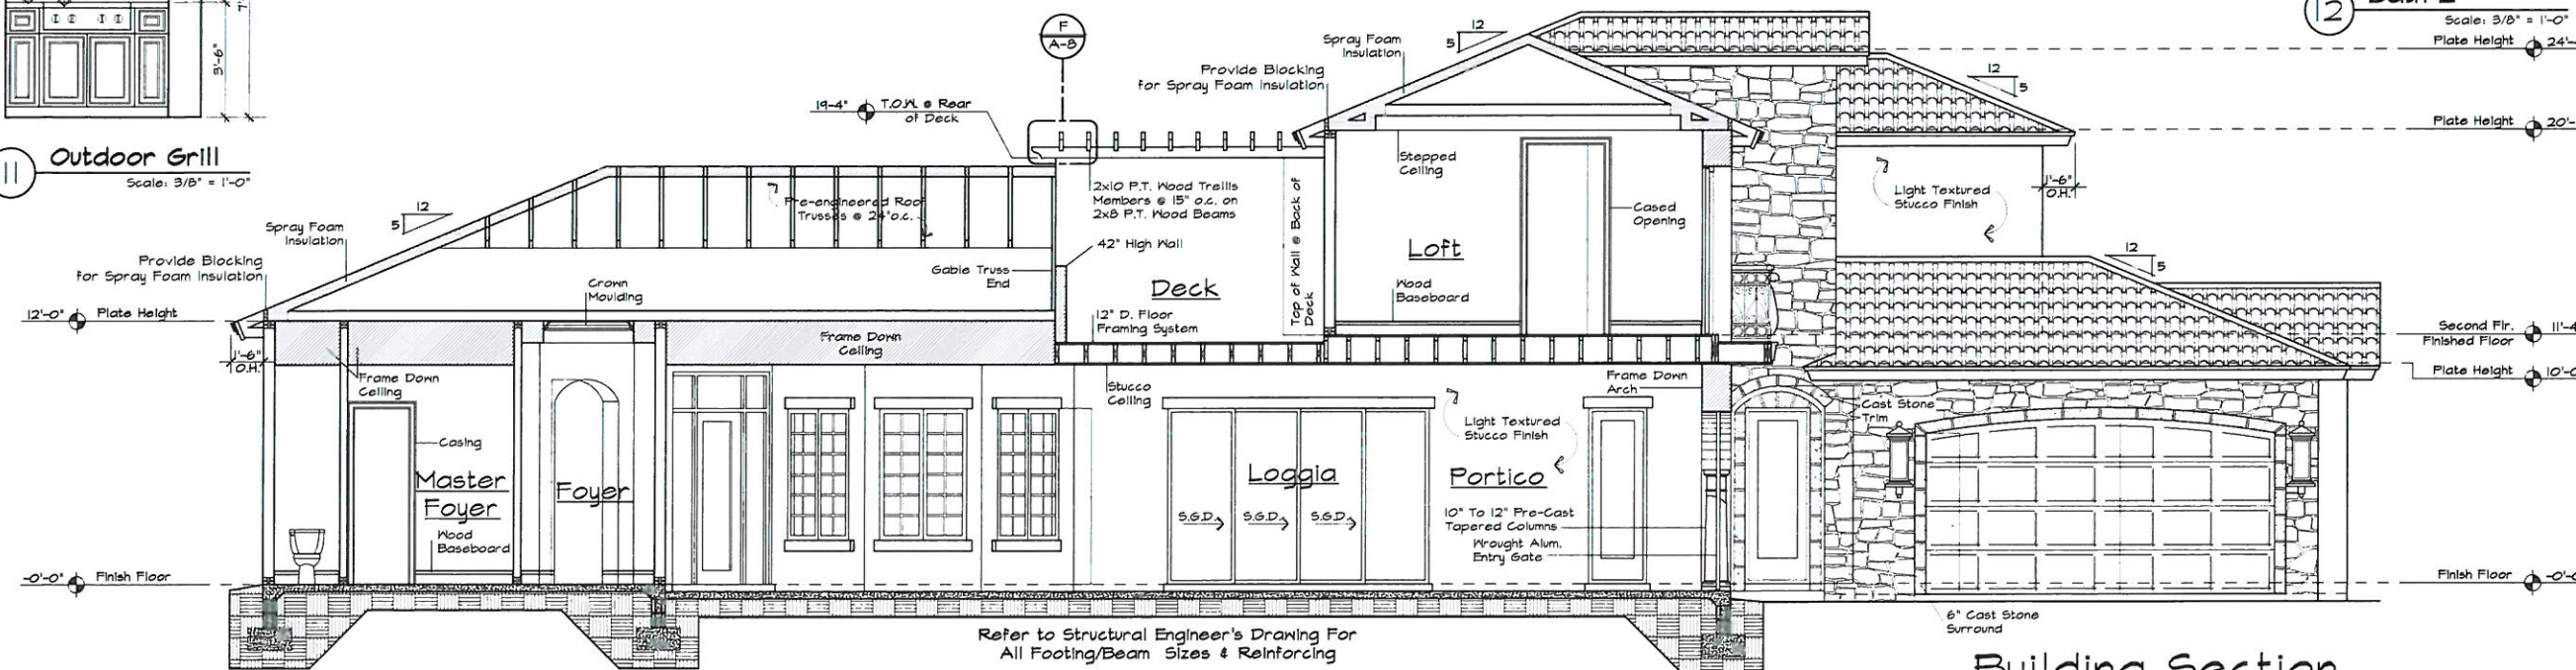 3'-6"
11
Outdoor Grill
Scale: 3/8" = 1'-0"
12
5
Spray Foam
Insulation
Provide Blocking
for Spray Foam Insulation
12'-0"
Plate Height
1'-6"
O.H.
Frame Down
Ceiling
Casing
Master
Foyer
Wood
Baseboard
-0'-0"
Finish Floor
Crown
Moulding
Foyer
Pre-engineered Roof
Trusses @ 24"o.c.
Gable Truss
End
Frame Down
Ceiling
19'-4"
T.O.W. @ Rear
of Deck
F
A-8
2x10 P.T. Wood Trellis
Members @ 15" o.c. on
2x8 P.T. Wood Beams
42" High Wall
Deck
12" D. Floor
Framing System
Top of Wall @ Back of
Deck
Stucco
Ceiling
Loggia
S.G.D.
S.G.D.
S.G.D.
Refer to Structural Engineer's Drawing For
All Footing/Beam Sizes & Reinforcing
Provide Blocking
for Spray Foam Insulation
Spray Foam
Insulation
12
5
Stepped
Ceiling
Loft
Cased
Opening
Wood
Baseboard
Frame Down
Arch
Light Textured
Stucco Finish
Portico
10" To 12" Pre-Cast
Tapered Columns
Wrought Alum.
Entry Gate
Cast Stone
Trim
6" Cast Stone
Surround
12
5
Light Textured
Stucco Finish
1'-6"
O.H.
12
5
12
Scale: 3/8" = 1'-0"
Plate Height
24'-
Plate Height
20'-
Second Flr.
Finished Floor
11'-4
Plate Height
10'-0
Finish Floor
-0'-0
Building Section